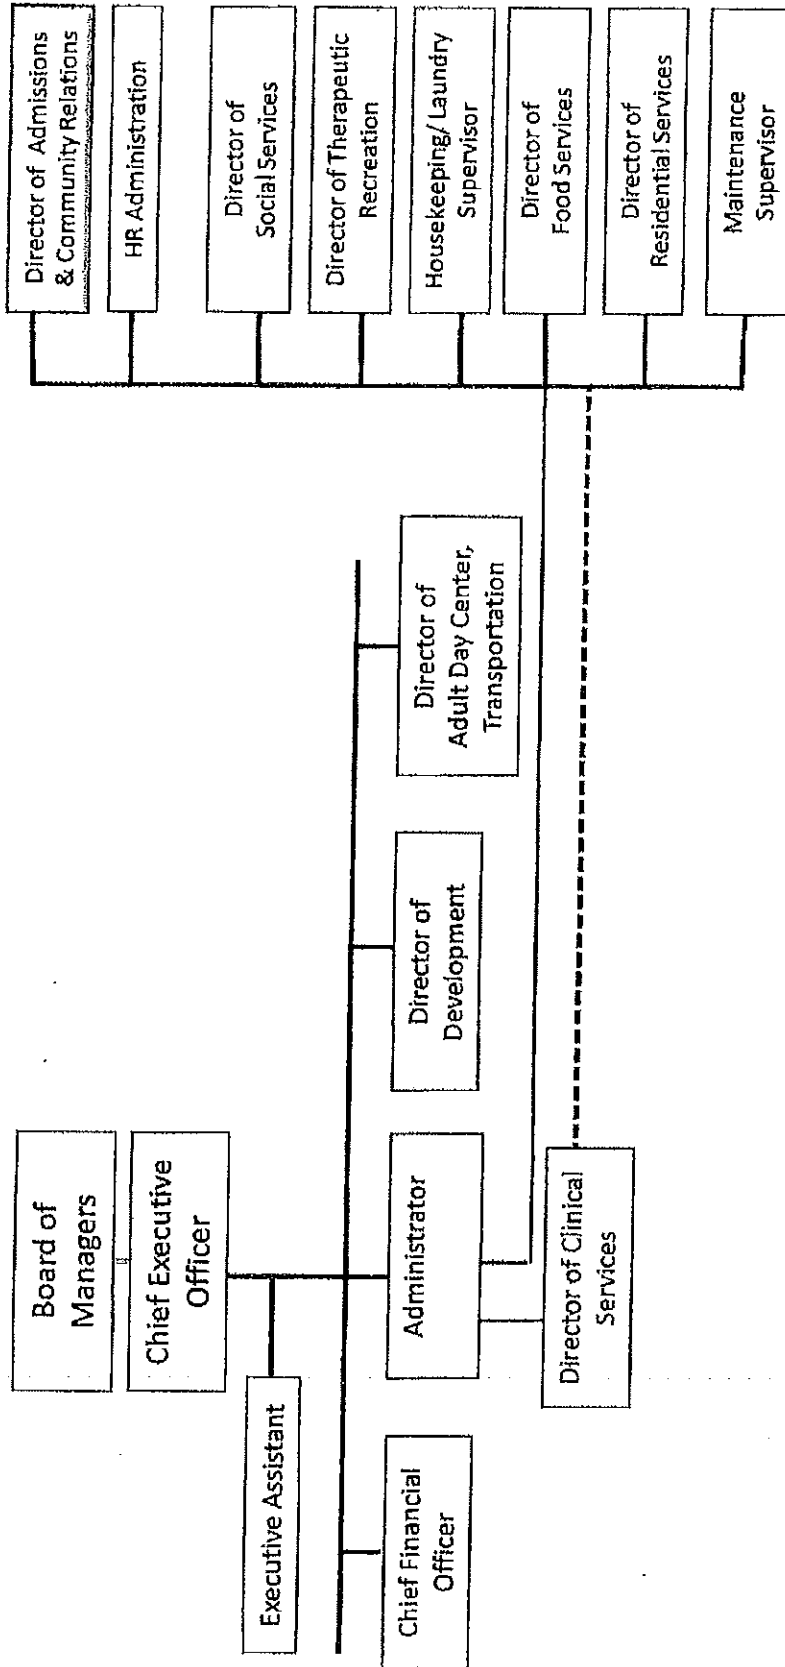 Board of
Managers
Chief Executive
Officer
Executive Assistant
Chief Financial
Officer
Administrator
Director of
Development
Director of
Adult Day Center,
Transportation
Director of Clinical
Services
Director of Admissions
& Community Relations
HR Administration
Director of
Social Services
Director of Therapeutic
Recreation
Housekeeping/ Laundry
Supervisor
Director of
Food Services
Director of
Residential Services
Maintenance
Supervisor